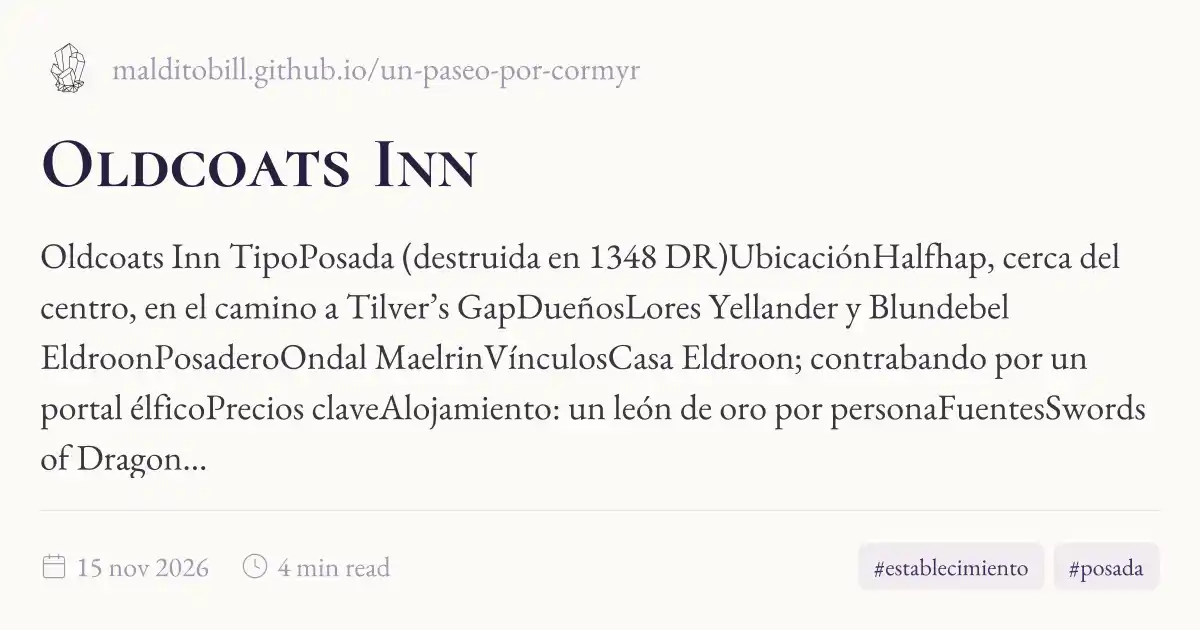 malditobill.github.io/un-paseo-por-cormyr
Oldcoats Inn
Oldcoats Inn TipoPosada (destruida en 1348 DR)UbicaciónHalfhap, cerca del
centro, en el camino a Tilver’s GapDueñosLores Yellander y Blundebel
EldroonPosaderoOndal MaelrinVínculosCasa Eldroon; contrabando por un
portal élficoPrecios claveAlojamiento: un león de oro por personaFuentesSwords
of Dragon...
15 nov 2026
4 min read
#establecimiento
#posada